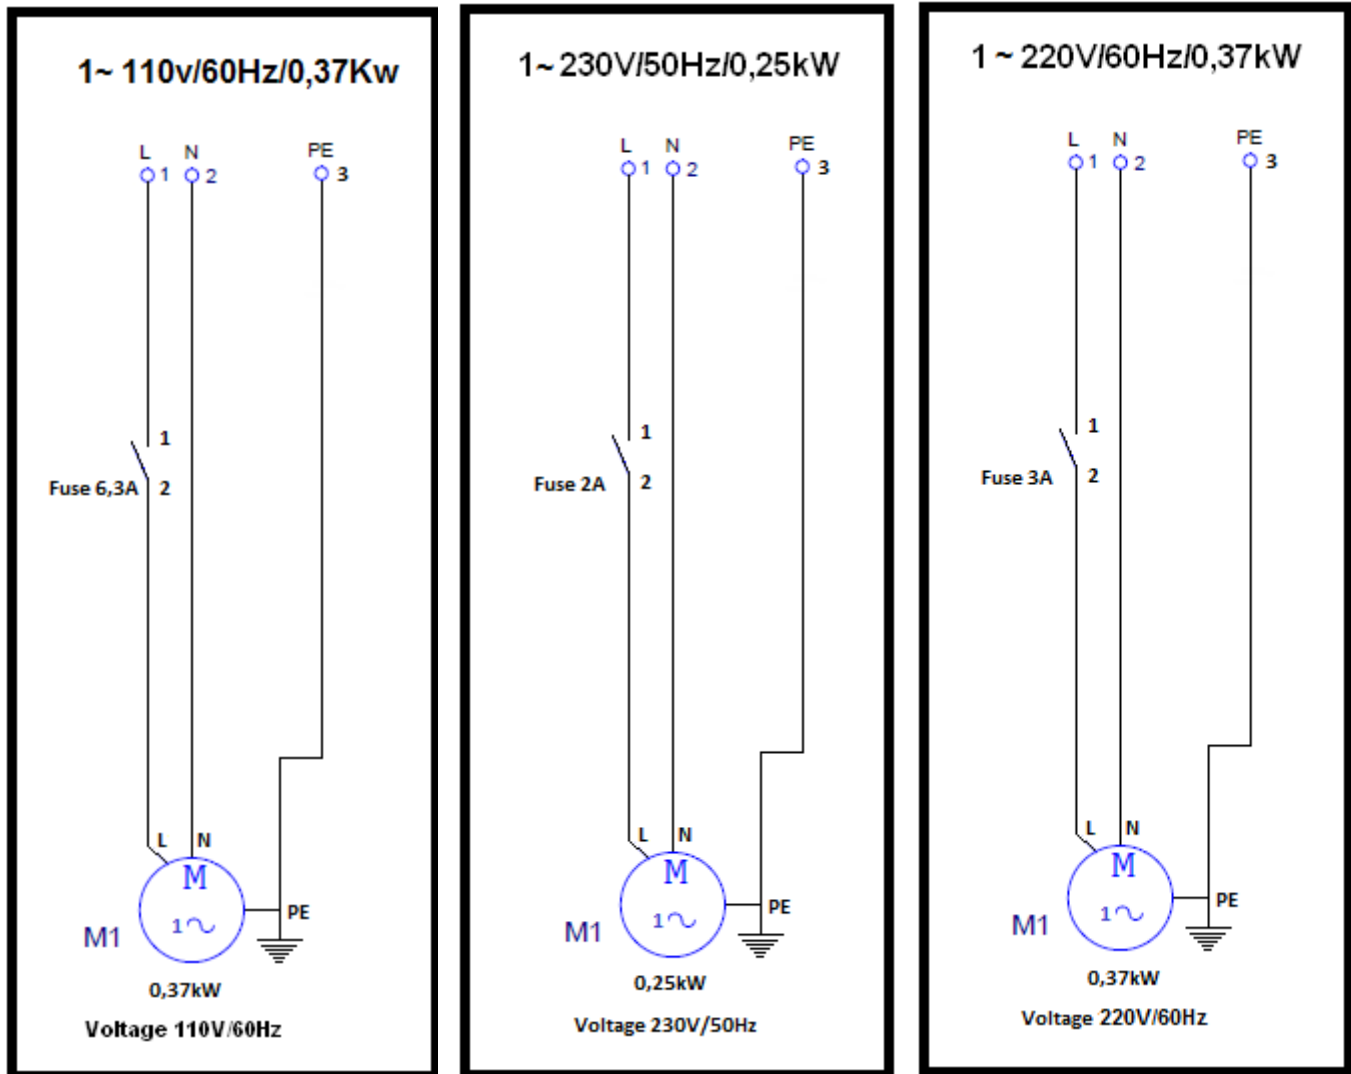 1~ 110v/60Hz/0,37Kw
L N PE
1 2 3
1
Fuse 6,3A 2
L N
M
1~
PE
M1
0,37kW
Voltage 110V/60Hz
1~ 230V/50Hz/0,25kW
L N PE
1 2 3
1
Fuse 2A 2
L N
M
1~
PE
M1
0,25kW
Voltage 230V/50Hz
1 ~ 220V/60Hz/0,37kW
L N PE
1 2 3
1
Fuse 3A 2
L N
M
1~
PE
M1
0,37kW
Voltage 220V/60Hz